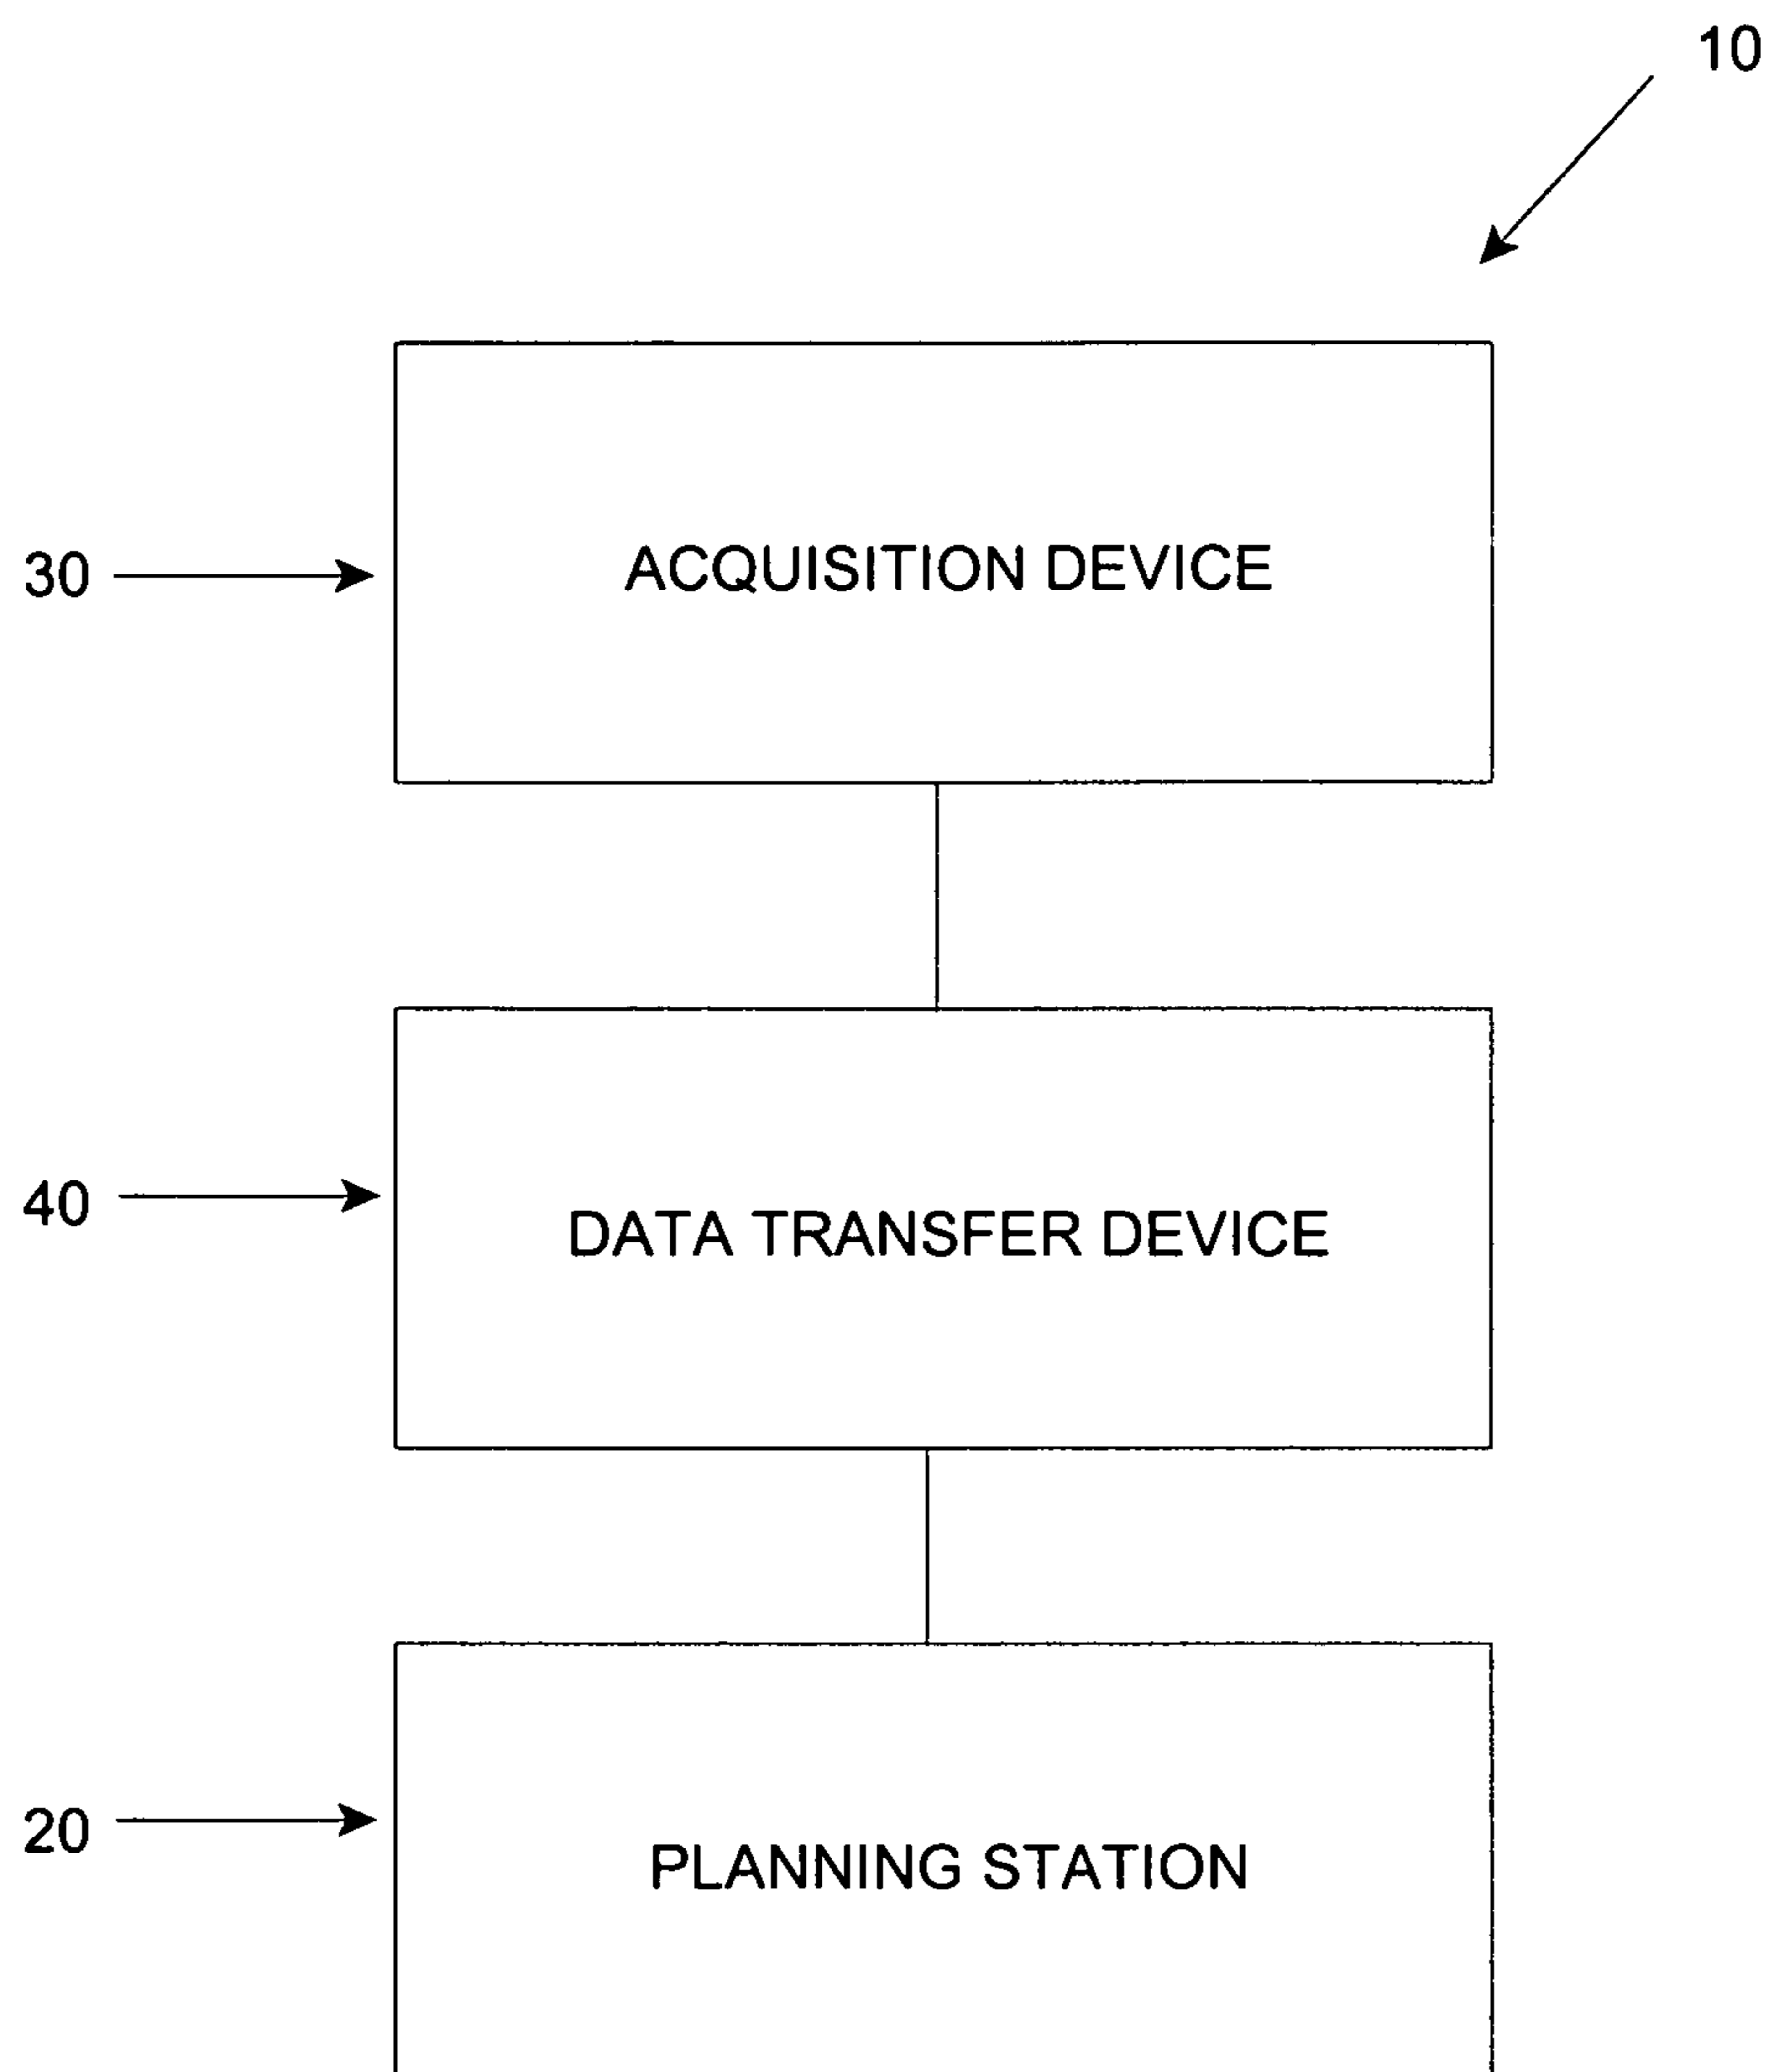 10
30
ACQUISITION DEVICE
40
DATA TRANSFER DEVICE
20
PLANNING STATION